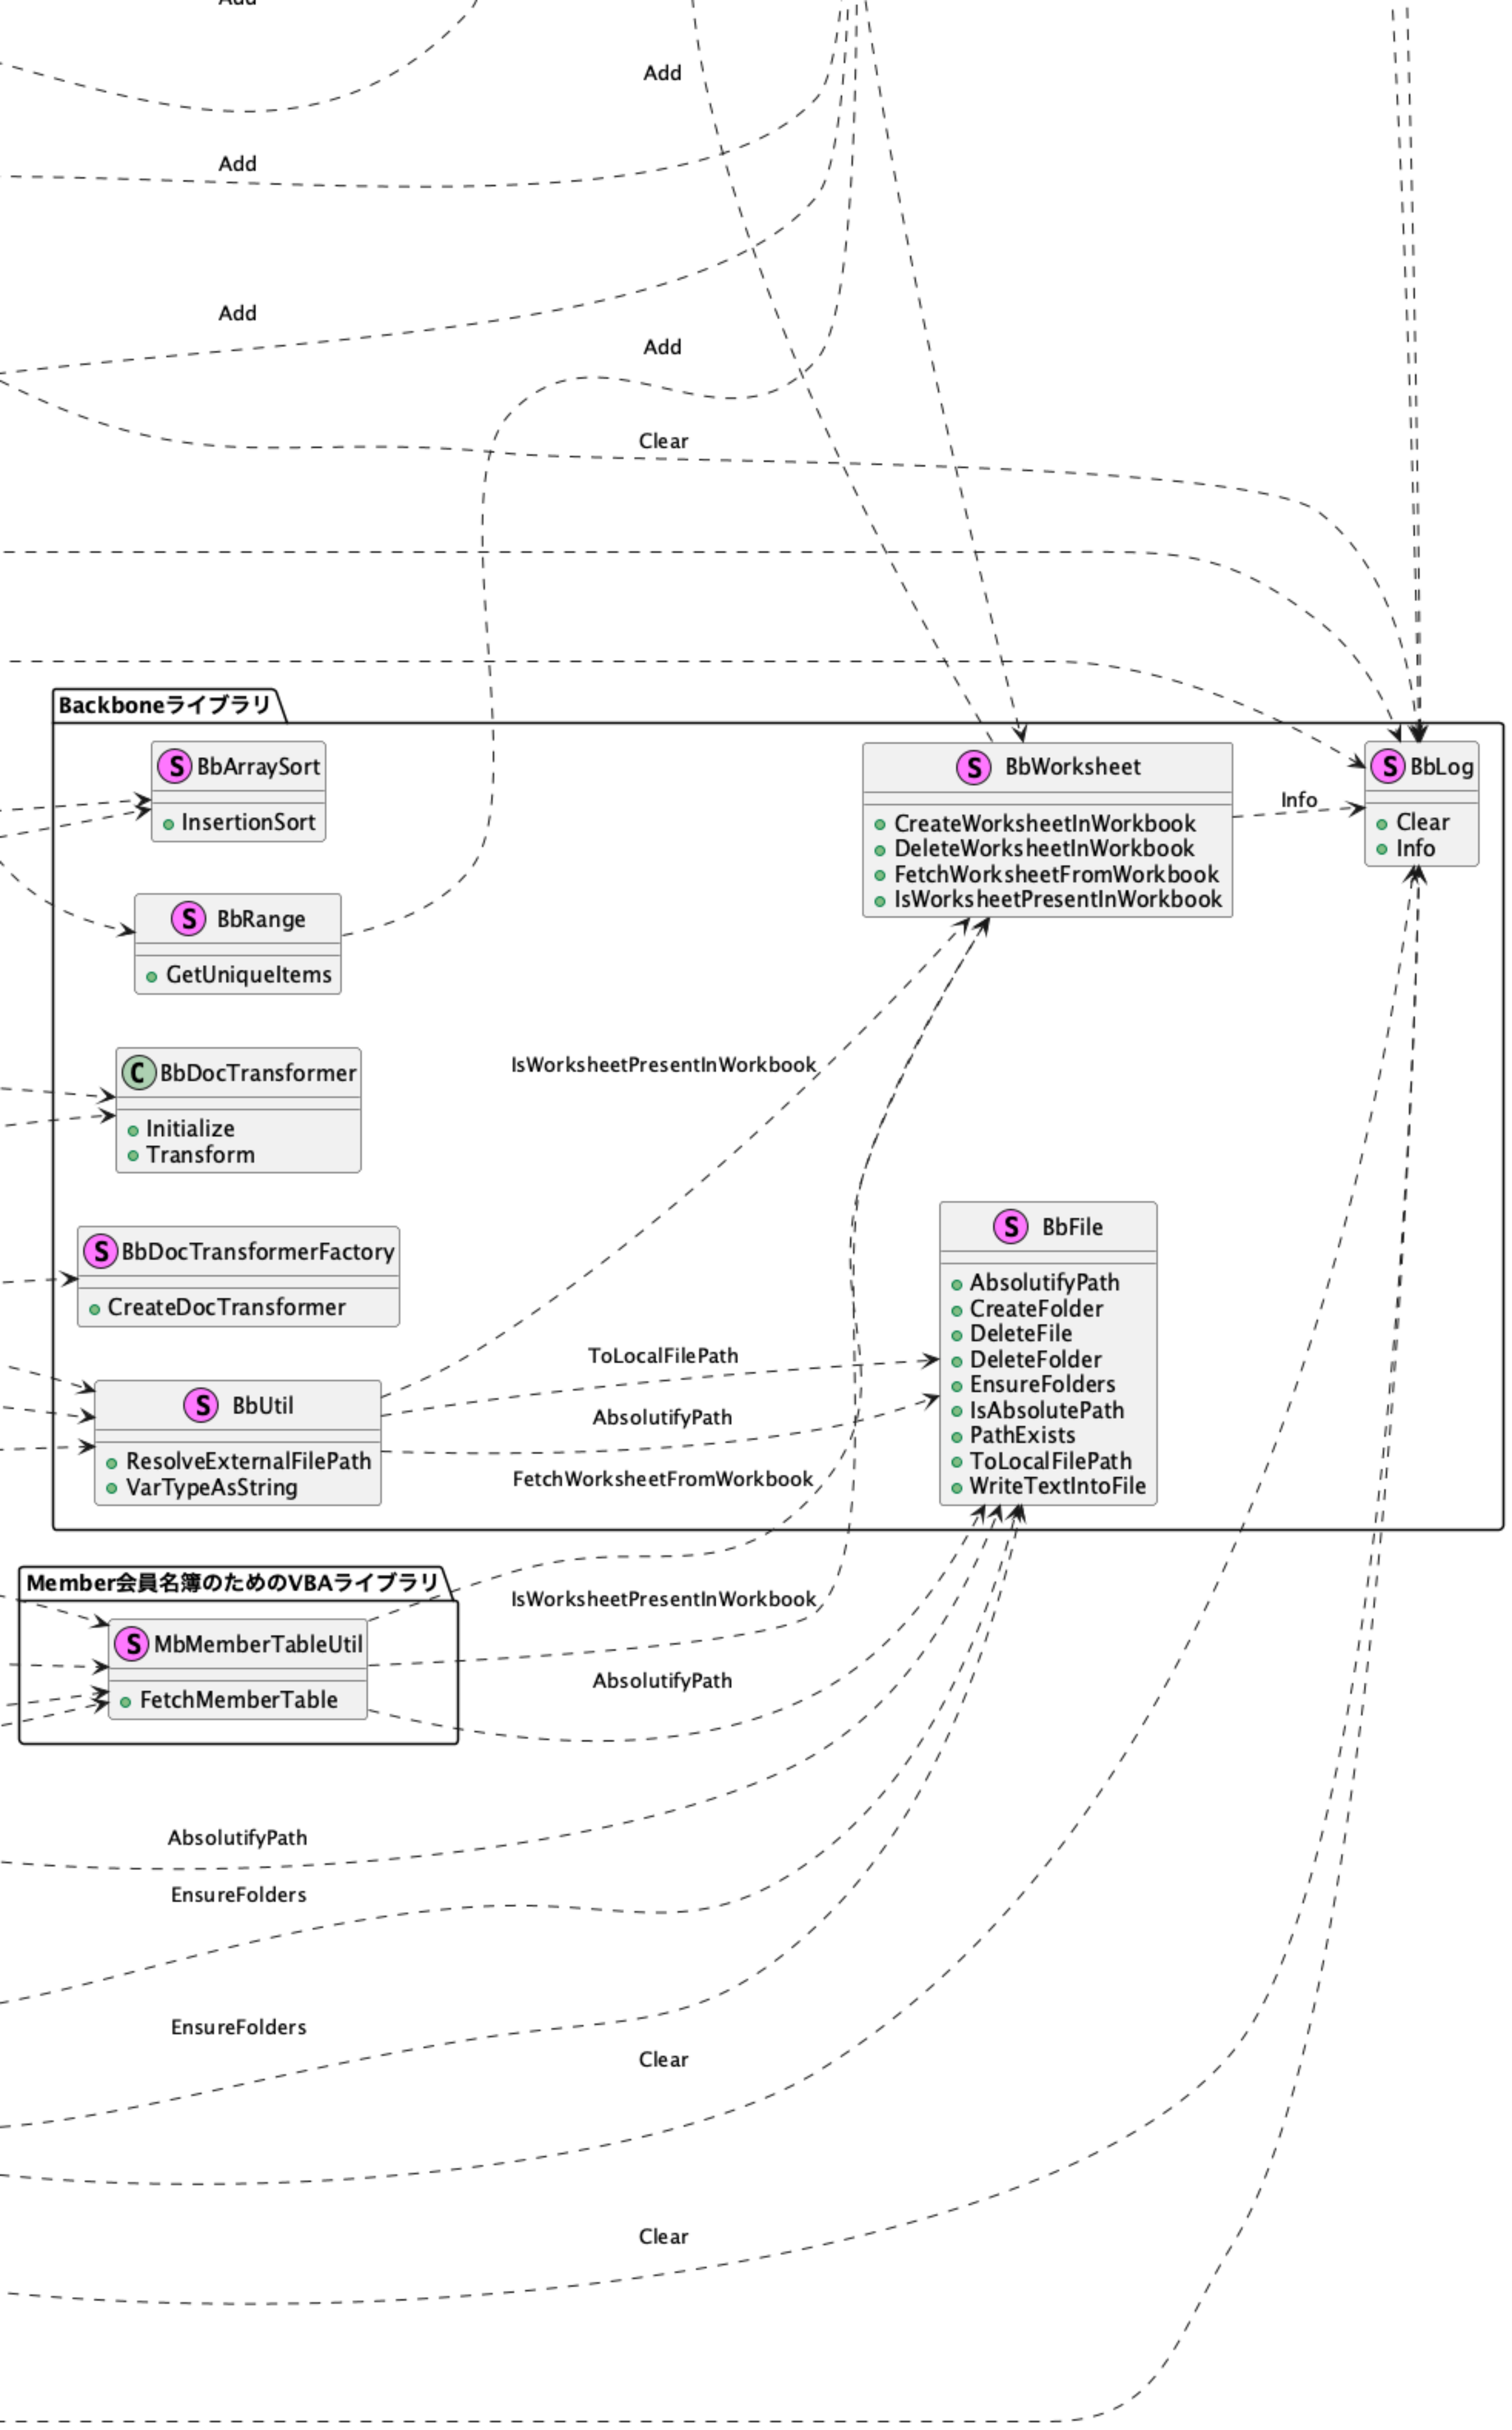 Add
Add
Add
Add
Add
Clear
Backboneライブラリ
S BbArraySort
InsertionSort
S BbWorksheet
CreateWorksheetInWorkbook
DeleteWorksheetInWorkbook
FetchWorksheetFromWorkbook
IsWorksheetPresentInWorkbook
Info
S BbLog
Clear
Info
S BbRange
GetUniqueItems
C BbDocTransformer
Initialize
Transform
IsWorksheetPresentInWorkbook
S BbDocTransformerFactory
CreateDocTransformer
S BbFile
AbsolutifyPath
CreateFolder
DeleteFile
DeleteFolder
EnsureFolders
IsAbsolutePath
PathExists
ToLocalFilePath
WriteTextIntoFile
S BbUtil
ResolveExternalFilePath
VarTypeAsString
ToLocalFilePath
AbsolutifyPath
FetchWorksheetFromWorkbook
Member会員名簿のためのVBAライブラリ
S MbMemberTableUtil
FetchMemberTable
IsWorksheetPresentInWorkbook
AbsolutifyPath
AbsolutifyPath
EnsureFolders
EnsureFolders
Clear
Clear